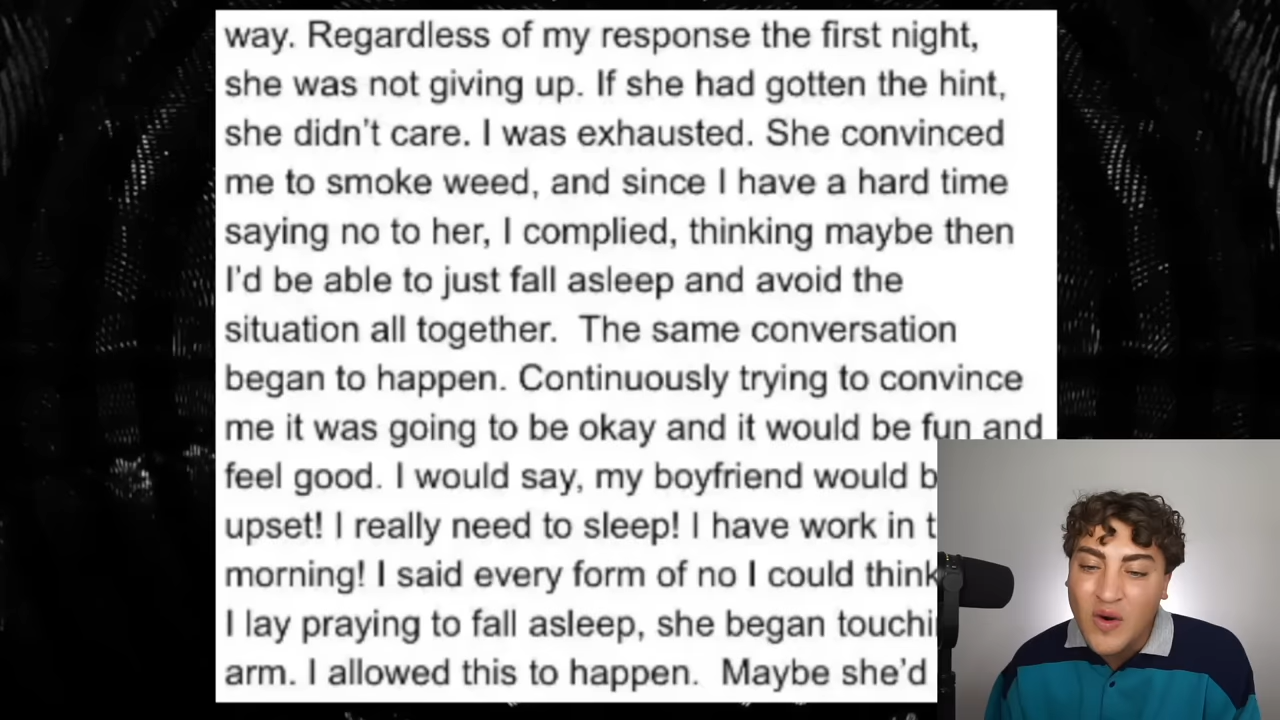 way. Regardless of my response the first night,
she was not giving up. If she had gotten the hint,
she didn't care. I was exhausted. She convinced
me to smoke weed, and since I have a hard time
saying no to her, I complied, thinking maybe then
I'd be able to just fall asleep and avoid the
situation all together.  The same conversation
began to happen. Continuously trying to convince
me it was going to be okay and it would be fun and
feel good. I would say, my boyfriend would
upset! I really need to sleep! I have work in
morning! I said every form of no I could think
I lay praying to fall asleep, she began
arm. I allowed this to happen.  Maybe she'd